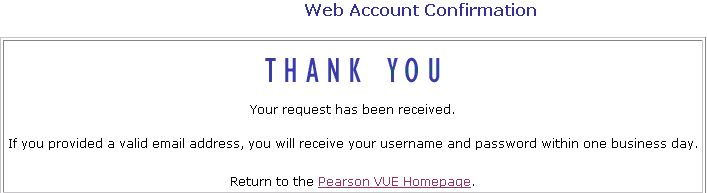 Web Account Confirmation
THANK YOU
Your request has been received.
If you provided a valid email address, you will receive your username and password within one business day.
Return to the Pearson VUE Homepage.